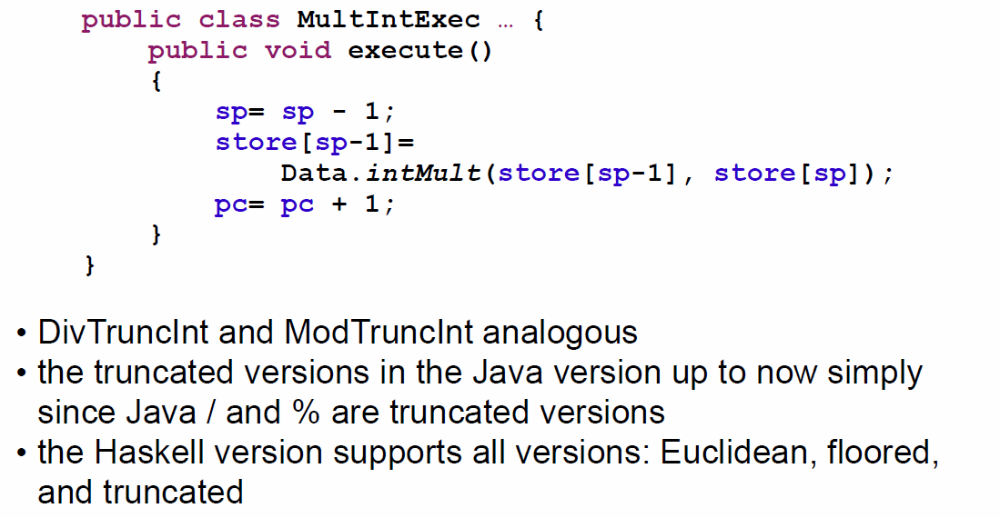 public class MultIntExec … {
public void execute()
{
sp= sp - 1;
store[sp-1]=
Data.intMult(store[sp-1], store[sp]);
pc= pc + 1;
}
}
• DivTruncInt and ModTruncInt analogous
• the truncated versions in the Java version up to now simply
since Java / and % are truncated versions
• the Haskell version supports all versions: Euclidean, floored,
and truncated